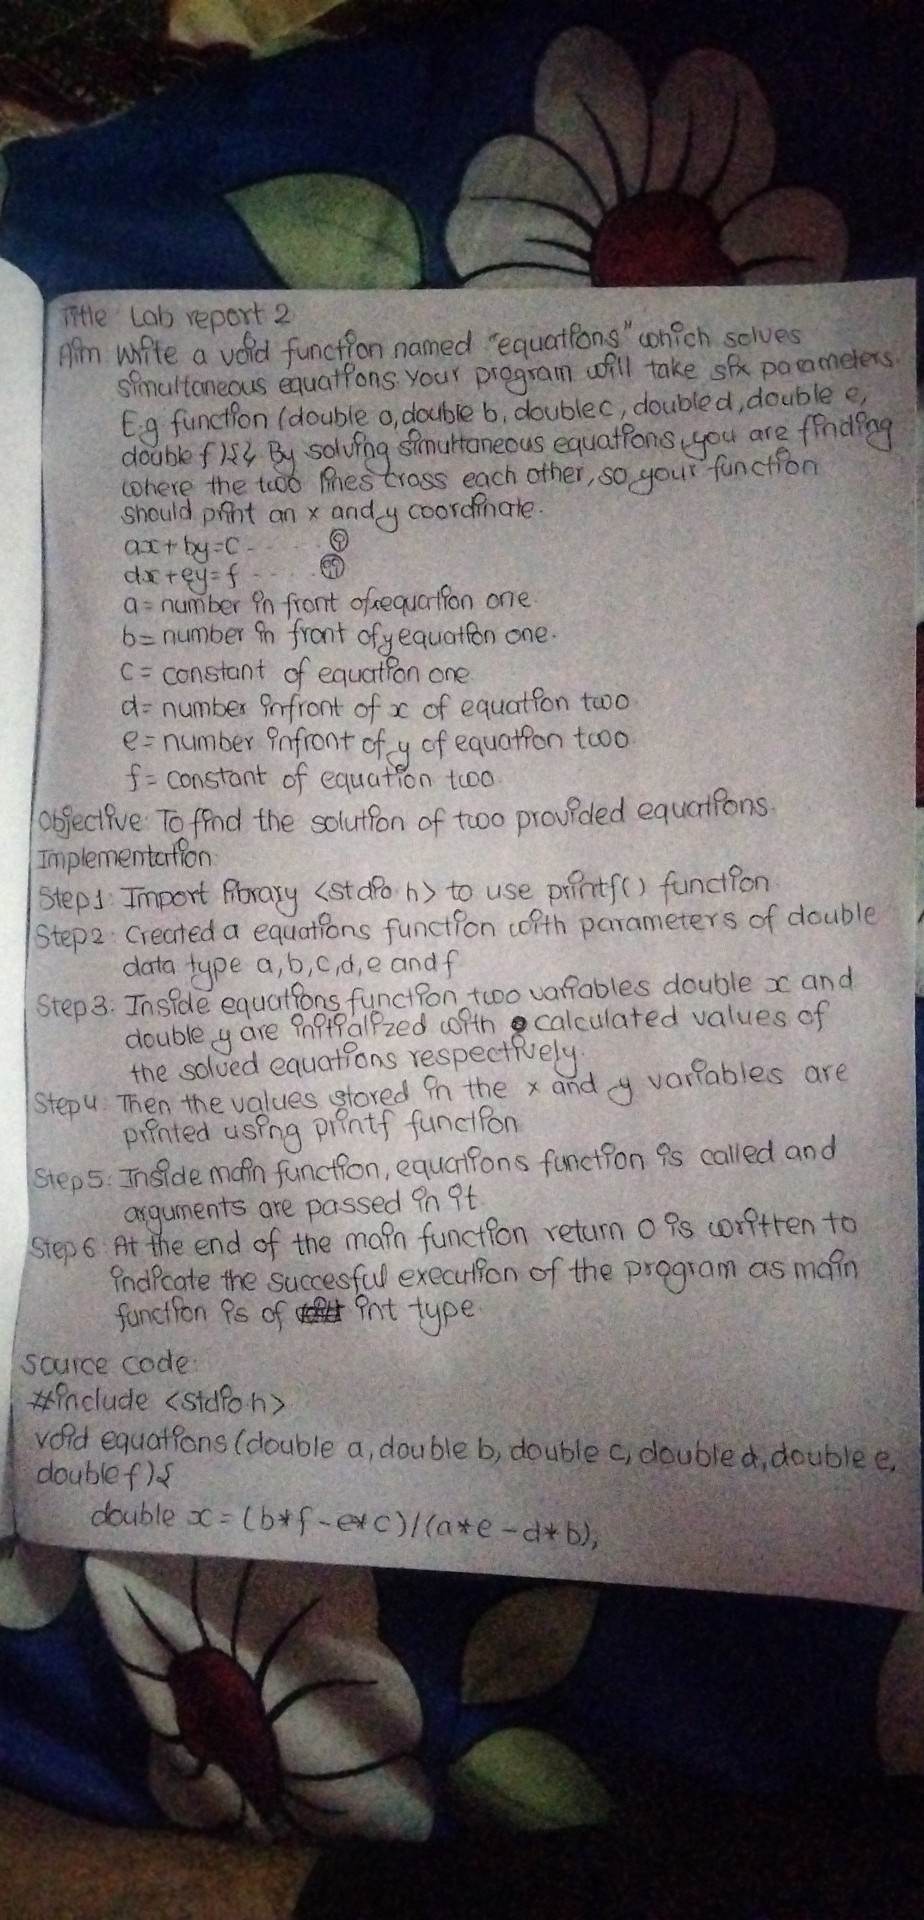 Title: Lab report 2
Aim: Write a void function named "equations" which solves
simultaneous equations. Your program will take six parameters.
E.g function (double a, double b, double c, double d, double e,
double f){}. By solving simultaneous equations, you are finding
where the two lines cross each other, so your function
should print an x and y coordinate.
ax+by=c - - - - - (i)
dx+ey=f - - - - (ii)
a= number in front of x equation one.
b= number in front of y equation one.
c= constant of equation one
d= number infront of x of equation two
e= number infront of y of equation two
f= constant of equation two.
Objective: To find the solution of two provided equations.
Implementation:
Step1: Import library <stdio.h> to use printf() function
Step2: Created a equations function with parameters of double
data type a, b, c, d, e and f
Step3: Inside equations function two variables double x and
double y are initialized with calculated values of
the solved equations respectively.
Step4: Then the values stored in the x and y variables are
printed using printf function
Step5: Inside main function, equations function is called and
arguments are passed in it.
Step 6: At the end of the main function return 0 is written to
indicate the succesful execution of the program as main
function is of int type.
Source code:
#include <stdio.h>
void equations (double a, double b, double c, double d, double e,
double f){
double x = (b*f-e*c)/(a*e-d*b);